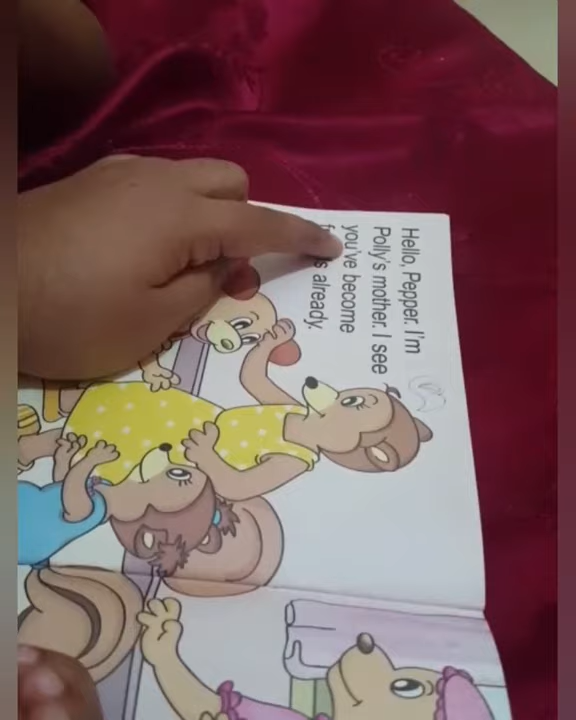 Hello, Pepper. I'm
Polly's mother. I see
you've become
already.